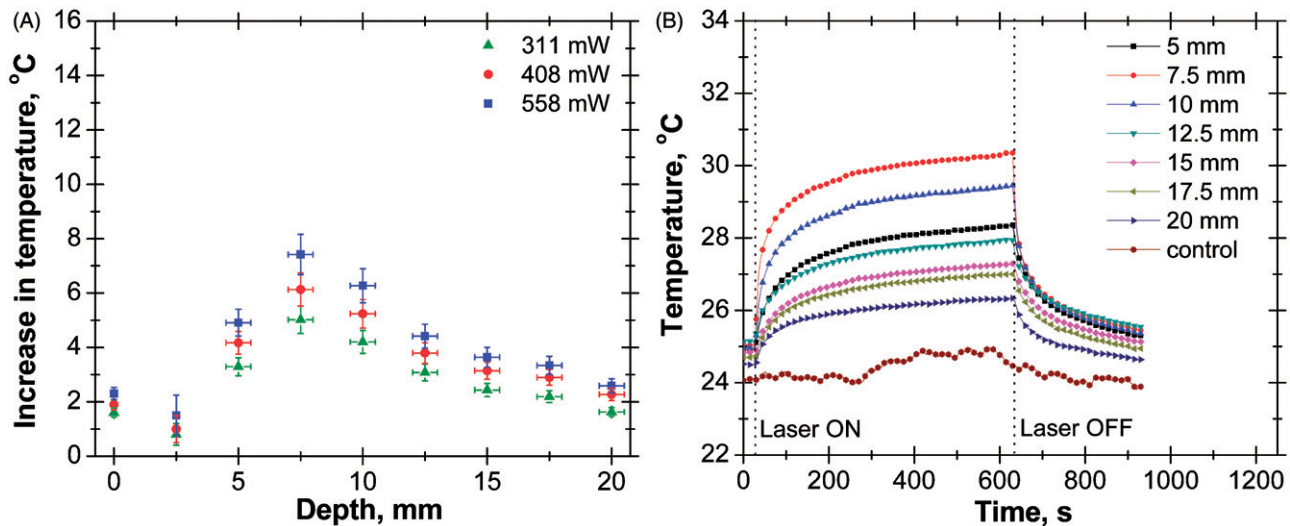 (A)
Increase in temperature, °C
16
14
12
10
8
6
4
2
0
311 mW
408 mW
558 mW
0 5 10 15 20
Depth, mm
(B)
Temperature, °C
34
32
30
28
26
24
22
5 mm
7.5 mm
10 mm
12.5 mm
15 mm
17.5 mm
20 mm
control
Laser ON
Laser OFF
0 200 400 600 800 1000 1200
Time, s